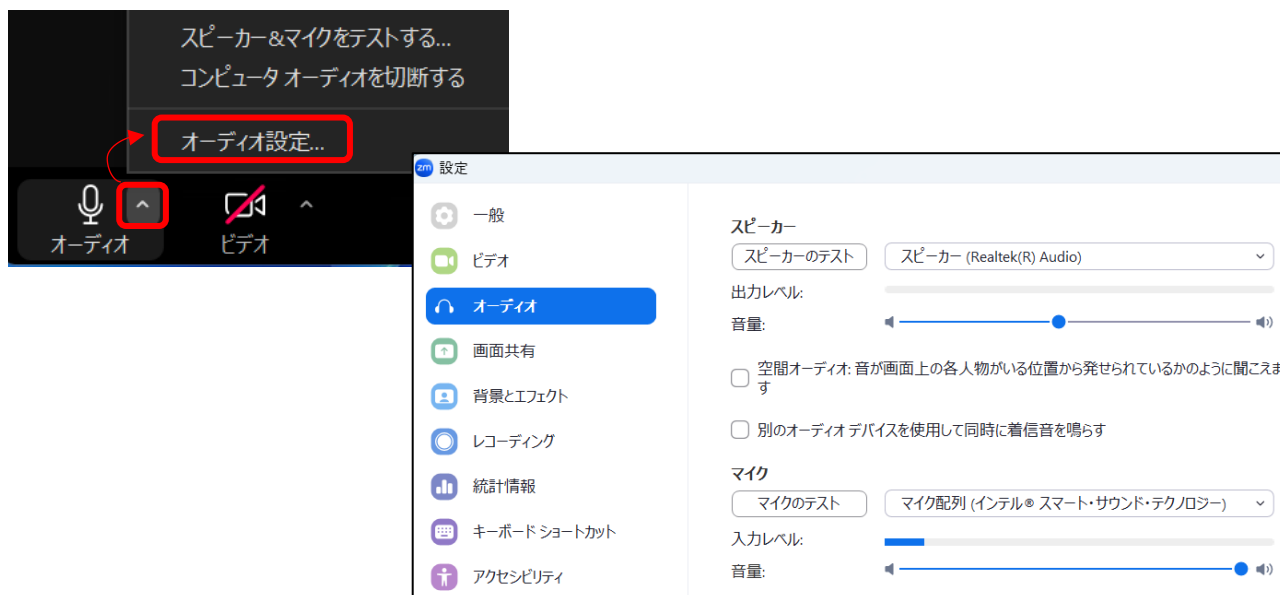 スピーカー&マイクをテストする...
コンピュータ オーディオを切断する
オーディオ設定...
オーディオ
ビデオ
zm 設定
一般
ビデオ
オーディオ
画面共有
背景とエフェクト
レコーディング
統計情報
キーボード ショートカット
アクセシビリティ
スピーカー
スピーカーのテスト スピーカー (Realtek(R) Audio)
出力レベル:
音量:
空間オーディオ: 音が画面上の各人物がいる位置から発せられているかのように聞こえま
す
別のオーディオ デバイスを使用して同時に着信音を鳴らす
マイク
マイクのテスト マイク配列 (インテル® スマート・サウンド・テクノロジー)
入力レベル:
音量: